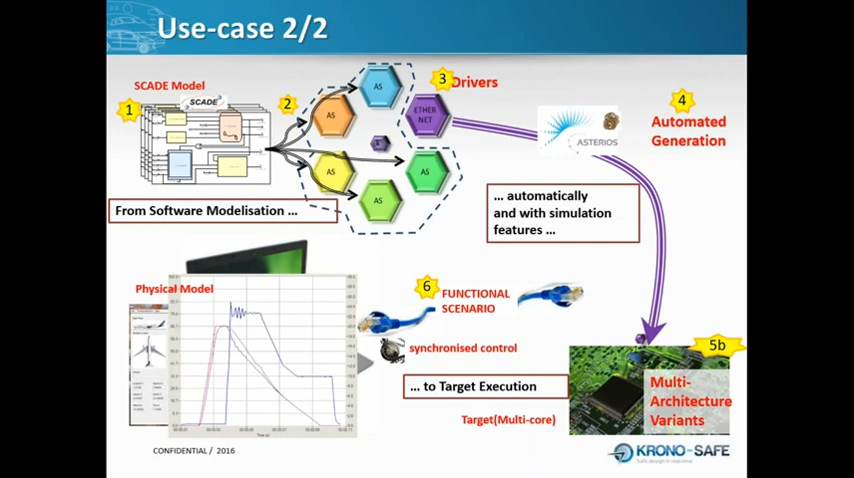 Use-case 2/2
SCADE Model
1
SCADE
2
AS
AS
AS
AS
AS
3
Drivers
ETHER
NET
ASTERIOS
4
Automated
Generation
From Software Modelisation ...
... automatically
and with simulation
features ...
Physical Model
6
FUNCTIONAL
SCENARIO
synchronised control
... to Target Execution
Target(Multi-core)
5b
Multi-
Architecture
Variants
CONFIDENTIAL / 2016
KRONO-SAFE